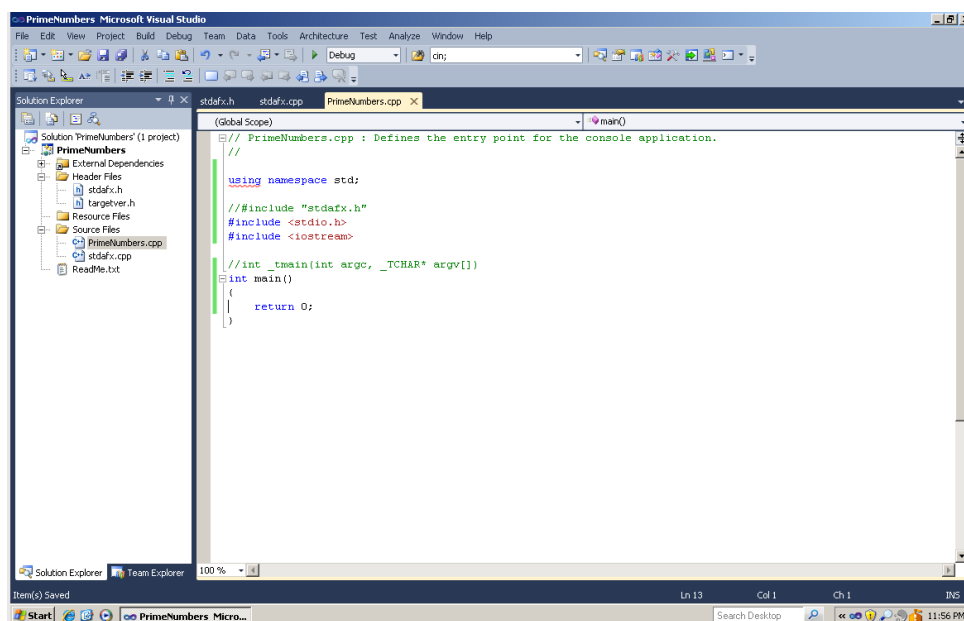 PrimeNumbers Microsoft Visual Studio
File Edit View Project Build Debug Team Data Tools Architecture Test Analyze Window Help
Debug cin;
Solution Explorer
stdafx.h stdafx.cpp PrimeNumbers.cpp
(Global Scope) main()
Solution 'PrimeNumbers' (1 project)
PrimeNumbers
External Dependencies
Header Files
stdafx.h
targetver.h
Resource Files
Source Files
PrimeNumbers.cpp
stdafx.cpp
ReadMe.txt
// PrimeNumbers.cpp : Defines the entry point for the console application.
//
using namespace std;
//#include "stdafx.h"
#include <stdio.h>
#include <iostream>
//int _tmain(int argc, _TCHAR* argv[])
int main()
{
return 0;
}
100 %
Solution Explorer Team Explorer
Item(s) Saved Ln 13 Col 1 Ch 1 INS
Start PrimeNumbers Micro... Search Desktop 11:56 PM